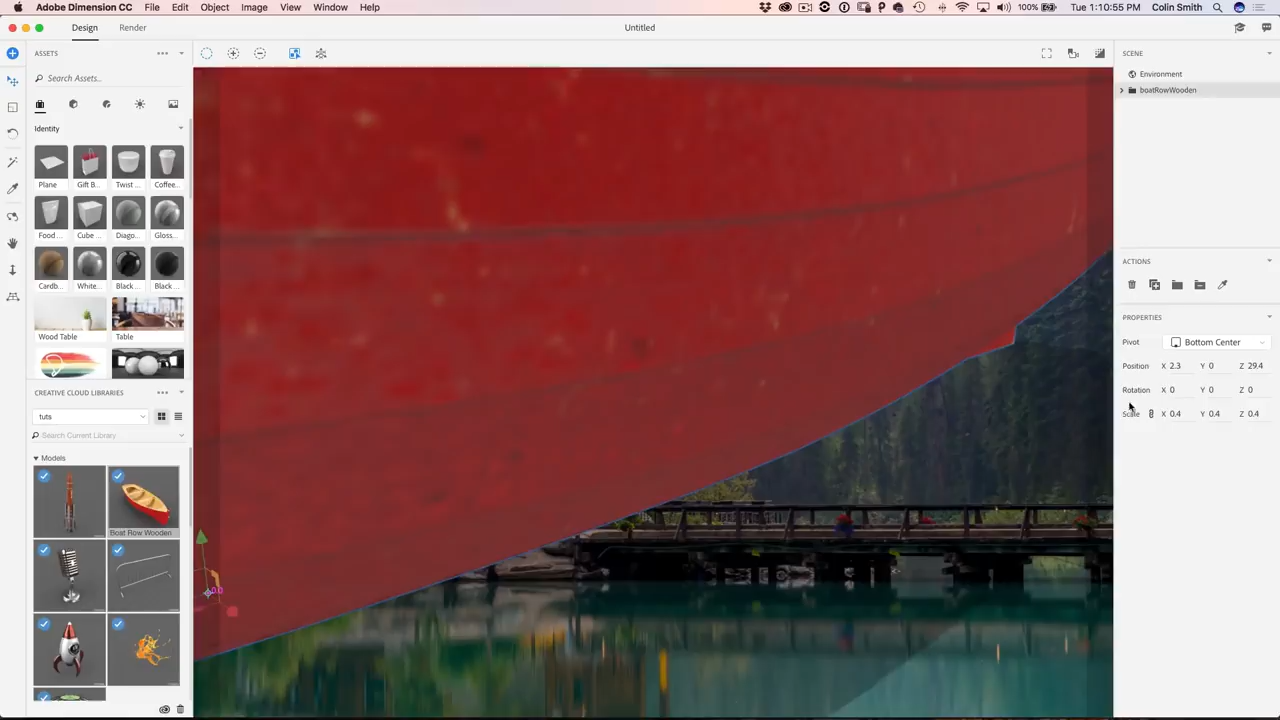 Adobe Dimension CC File Edit Object Image View Window Help 100% Tue 1:10:55 PM Colin Smith
Design Render Untitled
ASSETS
Search Assets...
Identity
Plane Gift B... Twist ... Coffee...
Food ... Cube ... Diago... Gloss...
Cardb... White... Black ... Black ...
Wood Table Table
CREATIVE CLOUD LIBRARIES
tuts
Search Current Library
Models
Boat Row Wooden
0.0
SCENE
Environment
boatRowWooden
ACTIONS
PROPERTIES
Pivot Bottom Center
Position X 2.3 Y 0 Z 29.4
Rotation X 0 Y 0 Z 0
Scale X 0.4 Y 0.4 Z 0.4